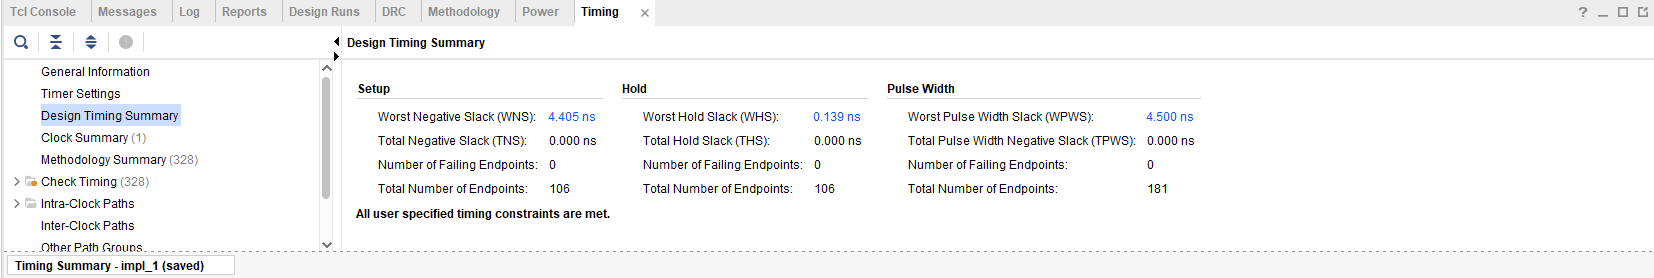 Tcl Console Messages Log Reports Design Runs DRC Methodology Power Timing ×
?
Design Timing Summary
General Information
Timer Settings
Design Timing Summary
Clock Summary (1)
Methodology Summary (328)
Check Timing (328)
Intra-Clock Paths
Inter-Clock Paths
Other Path Groups
Setup
Worst Negative Slack (WNS): 4.405 ns
Total Negative Slack (TNS): 0.000 ns
Number of Failing Endpoints: 0
Total Number of Endpoints: 106
Hold
Worst Hold Slack (WHS): 0.139 ns
Total Hold Slack (THS): 0.000 ns
Number of Failing Endpoints: 0
Total Number of Endpoints: 106
Pulse Width
Worst Pulse Width Slack (WPWS): 4.500 ns
Total Pulse Width Negative Slack (TPWS): 0.000 ns
Number of Failing Endpoints: 0
Total Number of Endpoints: 181
All user specified timing constraints are met.
Timing Summary - impl_1 (saved)